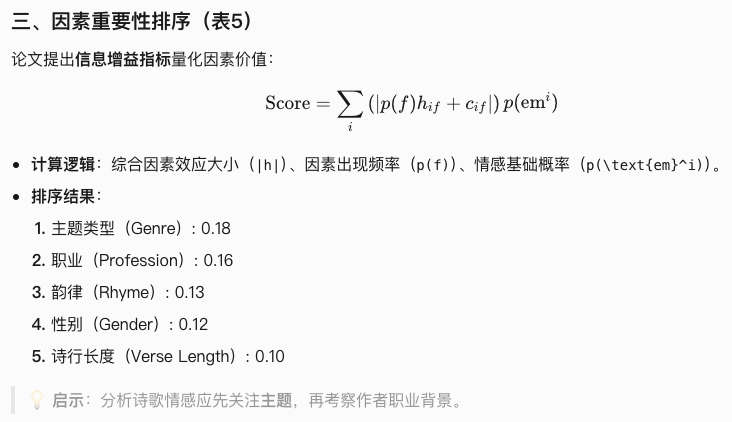 三、因素重要性排序（表5）
论文提出信息增益指标量化因素价值：
Score = ∑_i (|p(f)h_{if} + c_{if}|) p(em^i)
• 计算逻辑：综合因素效应大小（|h|）、因素出现频率（p(f)）、情感基础概率（p(\text{em}^i)）。
• 排序结果：
1. 主题类型（Genre）: 0.18
2. 职业（Profession）: 0.16
3. 韵律（Rhyme）: 0.13
4. 性别（Gender）: 0.12
5. 诗行长度（Verse Length）: 0.10
💡 启示：分析诗歌情感应先关注主题，再考察作者职业背景。